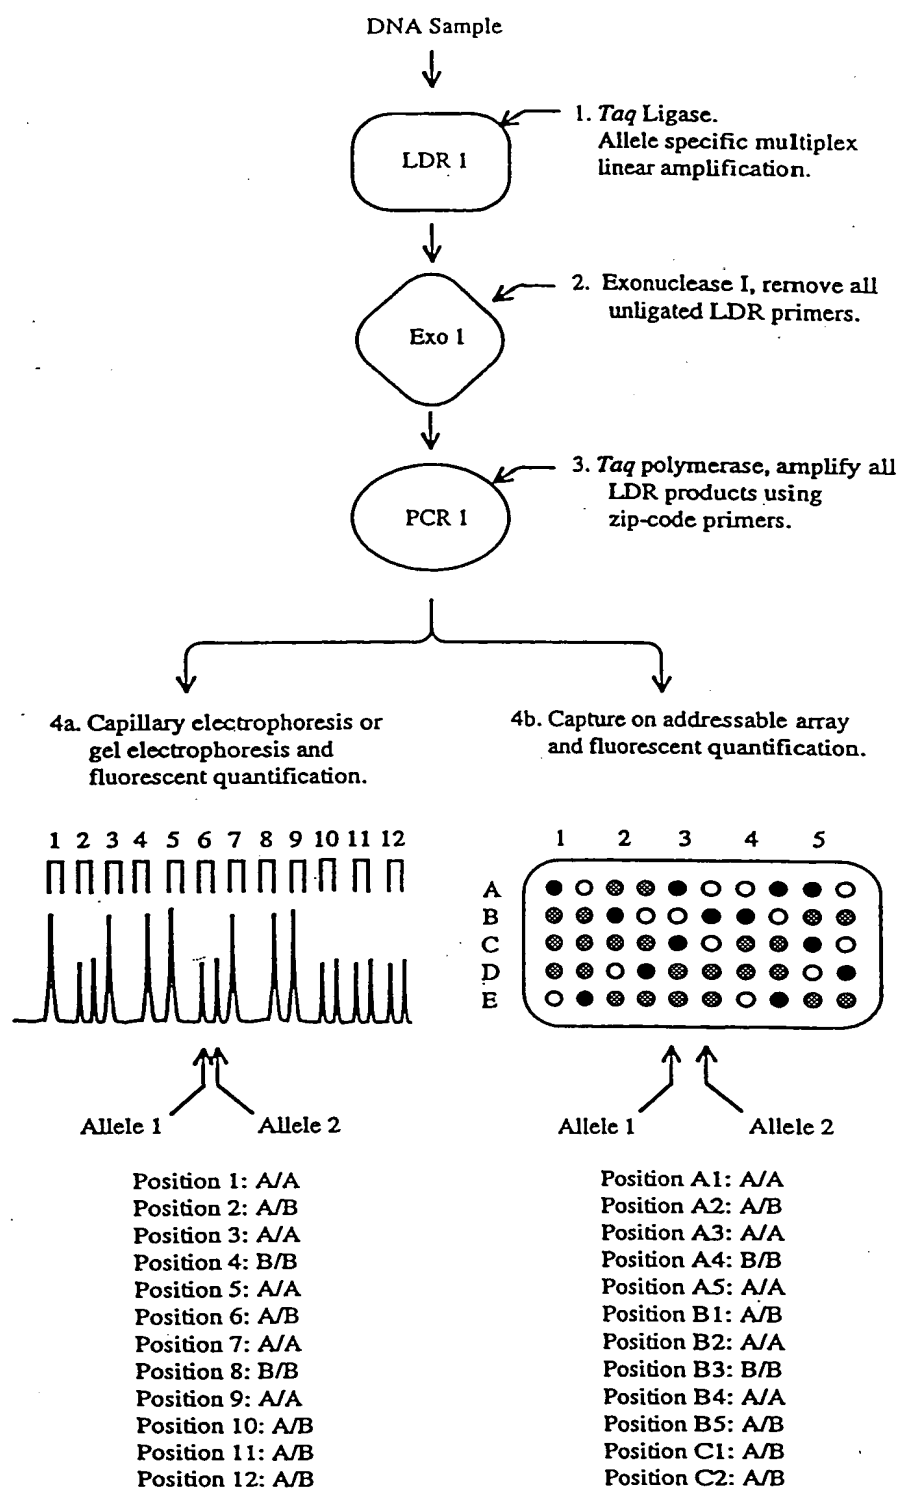 DNA Sample
LDR 1
1. Taq Ligase.
Allele specific multiplex
linear amplification.
Exo 1
2. Exonuclease I, remove all
unligated LDR primers.
PCR 1
3. Taq polymerase, amplify all
LDR products using
zip-code primers.
4a. Capillary electrophoresis or
gel electrophoresis and
fluorescent quantification.
1 2 3 4 5 6 7 8 9 10 11 12
Allele 1
Allele 2
Position 1: A/A
Position 2: A/B
Position 3: A/A
Position 4: B/B
Position 5: A/A
Position 6: A/B
Position 7: A/A
Position 8: B/B
Position 9: A/A
Position 10: A/B
Position 11: A/B
Position 12: A/B
4b. Capture on addressable array
and fluorescent quantification.
1 2 3 4 5
A
B
C
D
E
Allele 1
Allele 2
Position A1: A/A
Position A2: A/B
Position A3: A/A
Position A4: B/B
Position A5: A/A
Position B1: A/B
Position B2: A/A
Position B3: B/B
Position B4: A/A
Position B5: A/B
Position C1: A/B
Position C2: A/B